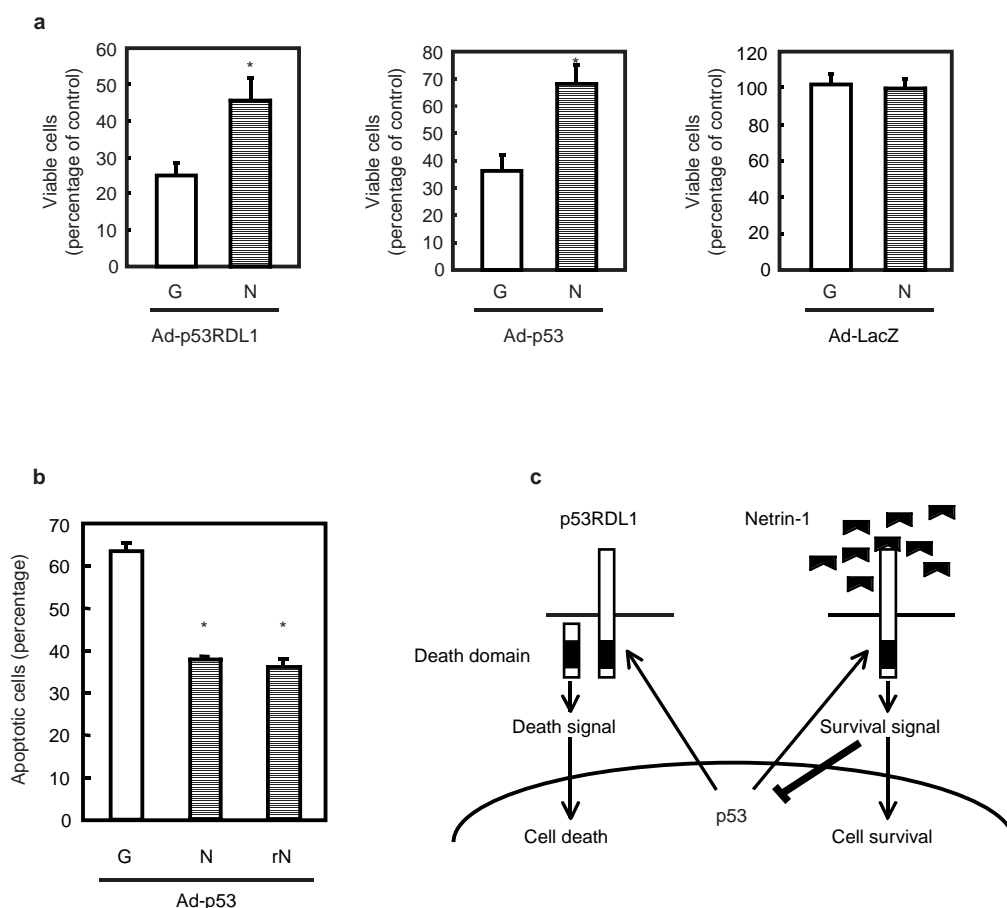 a
60
50
40
30
20
10
0
Viable cells
(percentage of control)
*
G N
Ad-p53RDL1
80
70
60
50
40
30
20
10
0
Viable cells
(percentage of control)
*
G N
Ad-p53
120
100
80
60
40
20
0
Viable cells
(percentage of control)
G N
Ad-LacZ
b
70
60
50
40
30
20
10
0
Apoptotic cells (percentage)
* *
G N rN
Ad-p53
c
p53RDL1
Netrin-1
Death domain
Death signal
Survival signal
p53
Cell death
Cell survival